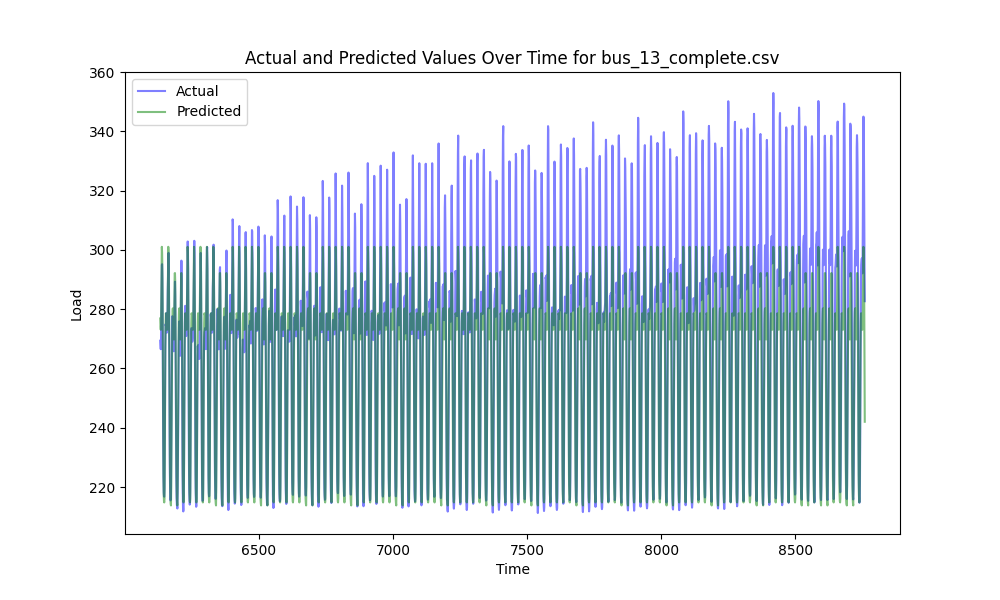 Actual and Predicted Values Over Time for bus_13_complete.csv
Actual
Predicted
Load
360
340
320
300
280
260
240
220
6500 7000 7500 8000 8500
Time